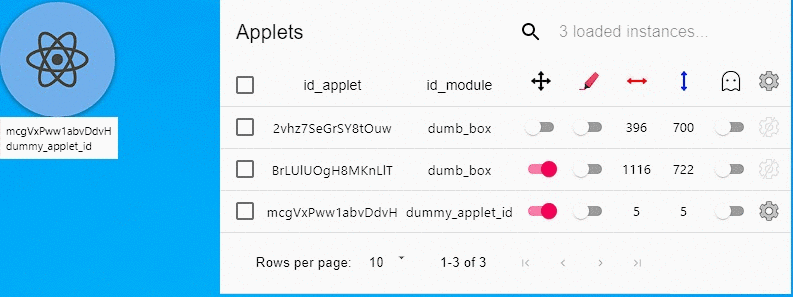 mcgVxPww1abvDdvH
dummy_applet_id
Applets
3 loaded instances...
id_applet id_module
2vhz7SeGrSY8tOuw dumb_box 396 700
BrLUlUOgH8MKnLlT dumb_box 1116 722
mcgVxPww1abvDdvH dummy_applet_id 5 5
Rows per page: 10 1-3 of 3